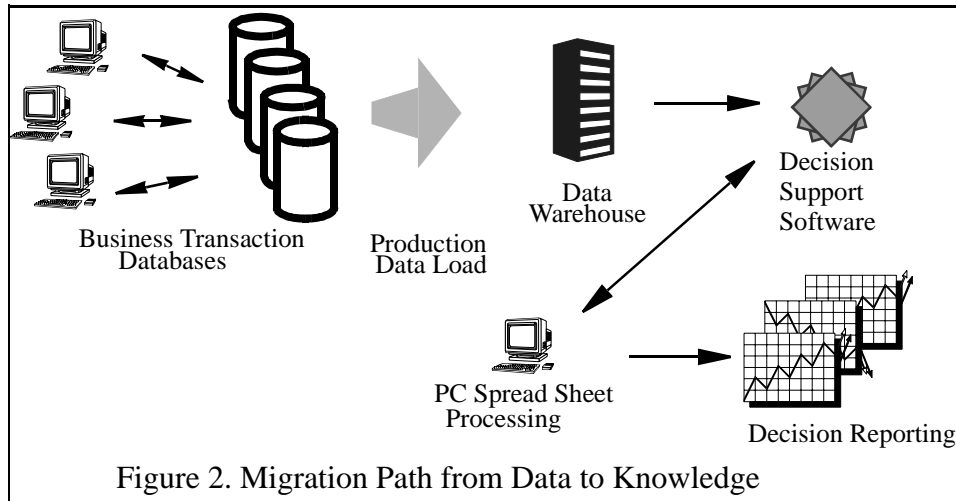 Business Transaction
Databases
Production
Data Load
Data
Warehouse
Decision
Support
Software
PC Spread Sheet
Processing
Decision Reporting
Figure 2. Migration Path from Data to Knowledge